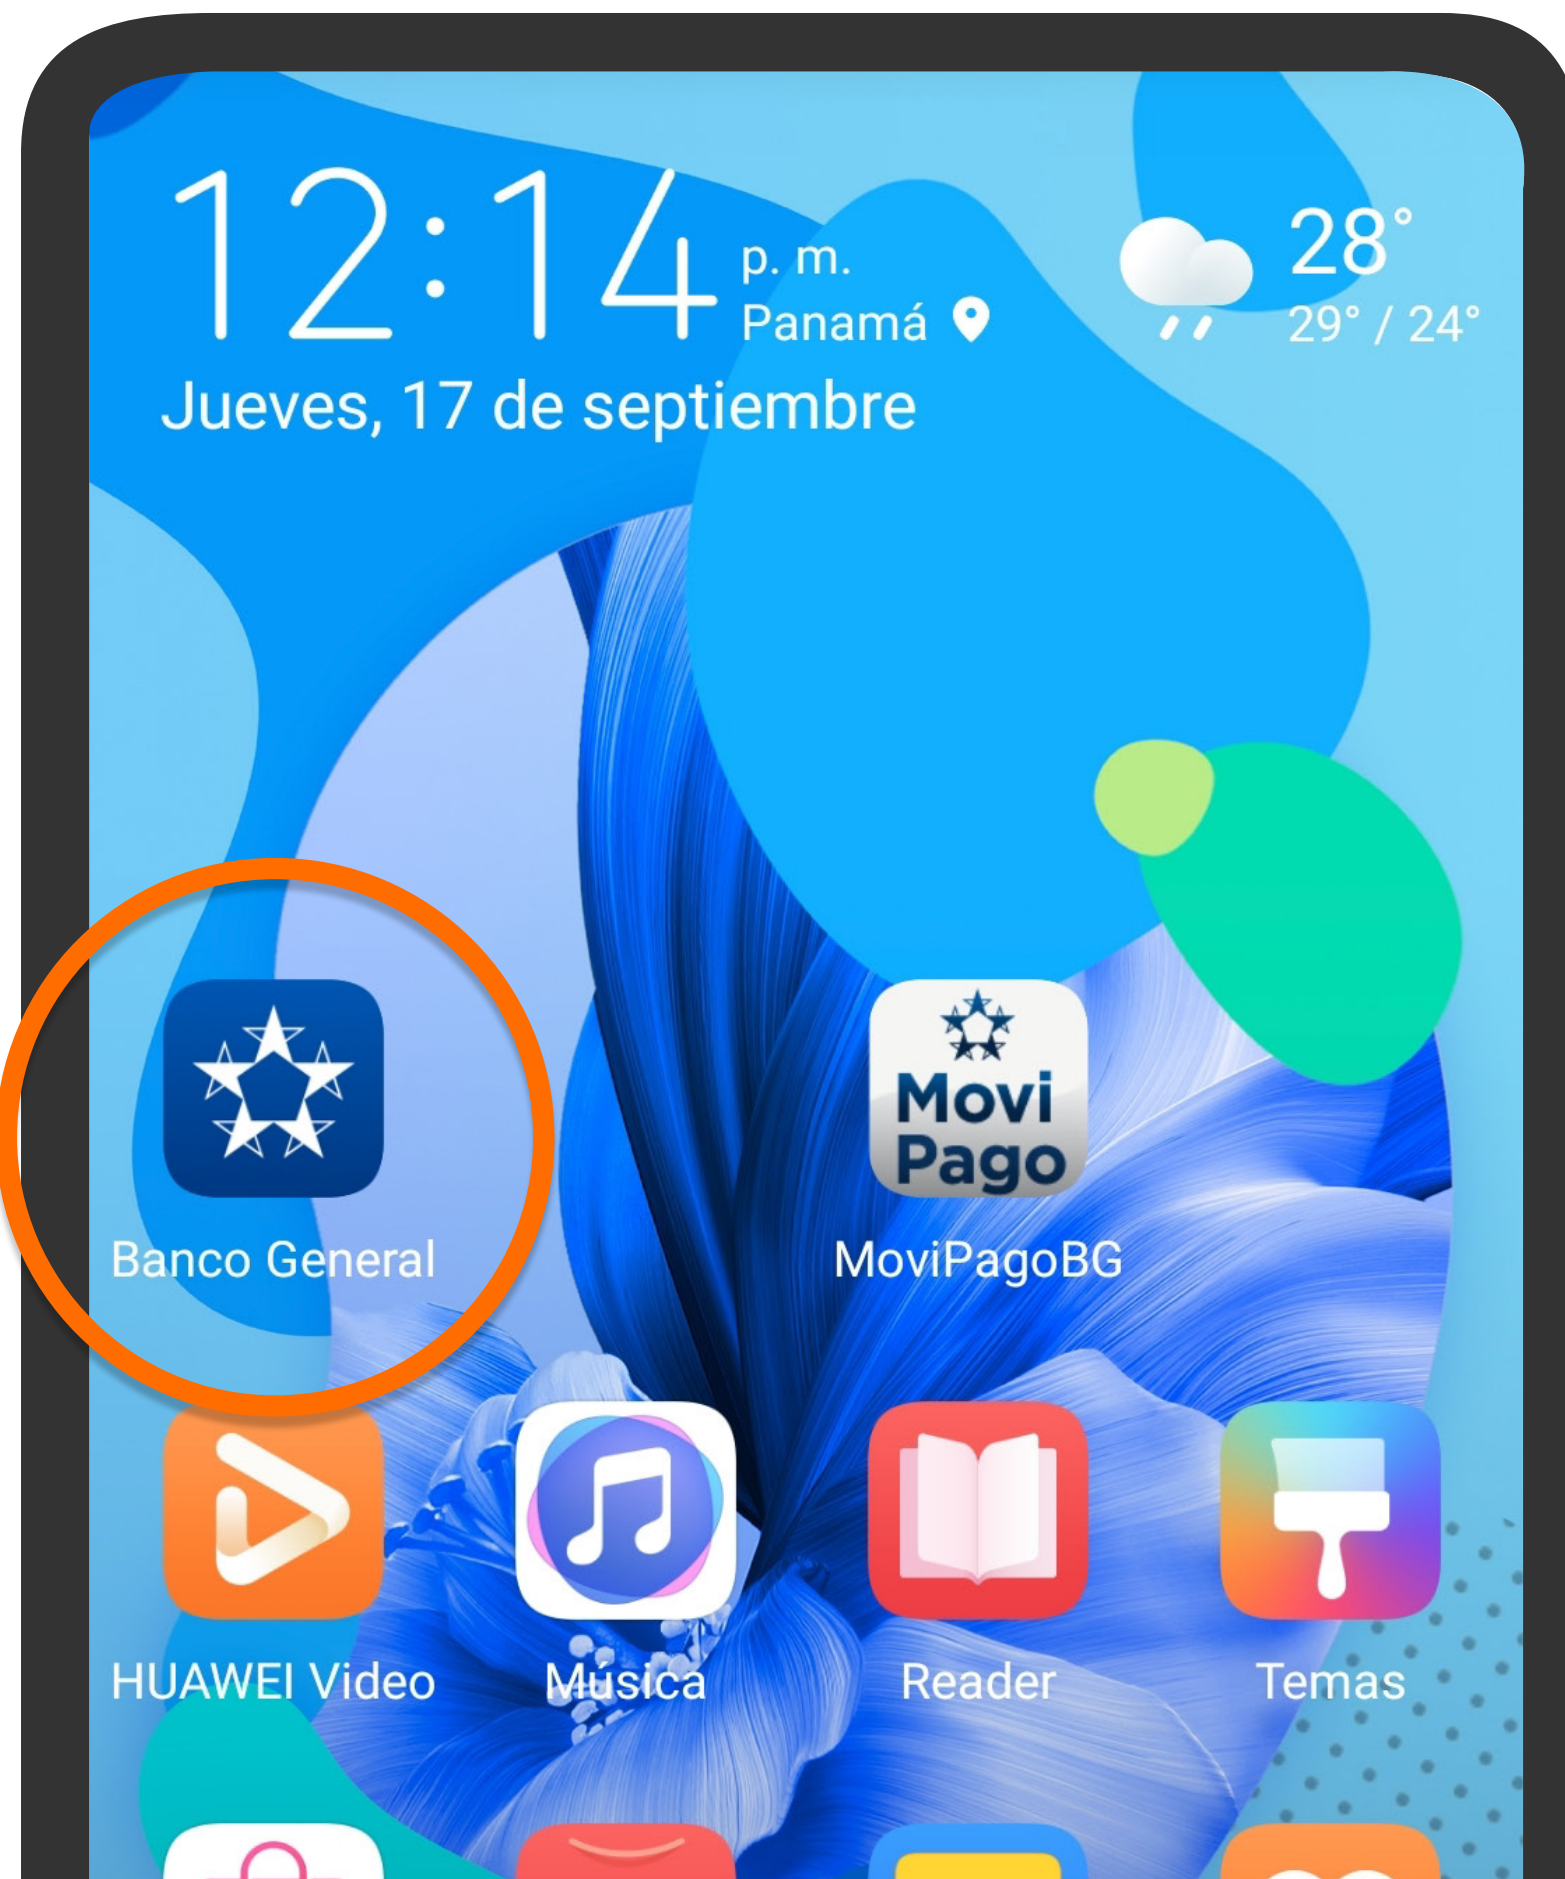 12:14 p. m.
Panamá
28°
29° / 24°
Jueves, 17 de septiembre
Movi
Pago
Banco General
MoviPagoBG
HUAWEI Video
Música
Reader
Temas